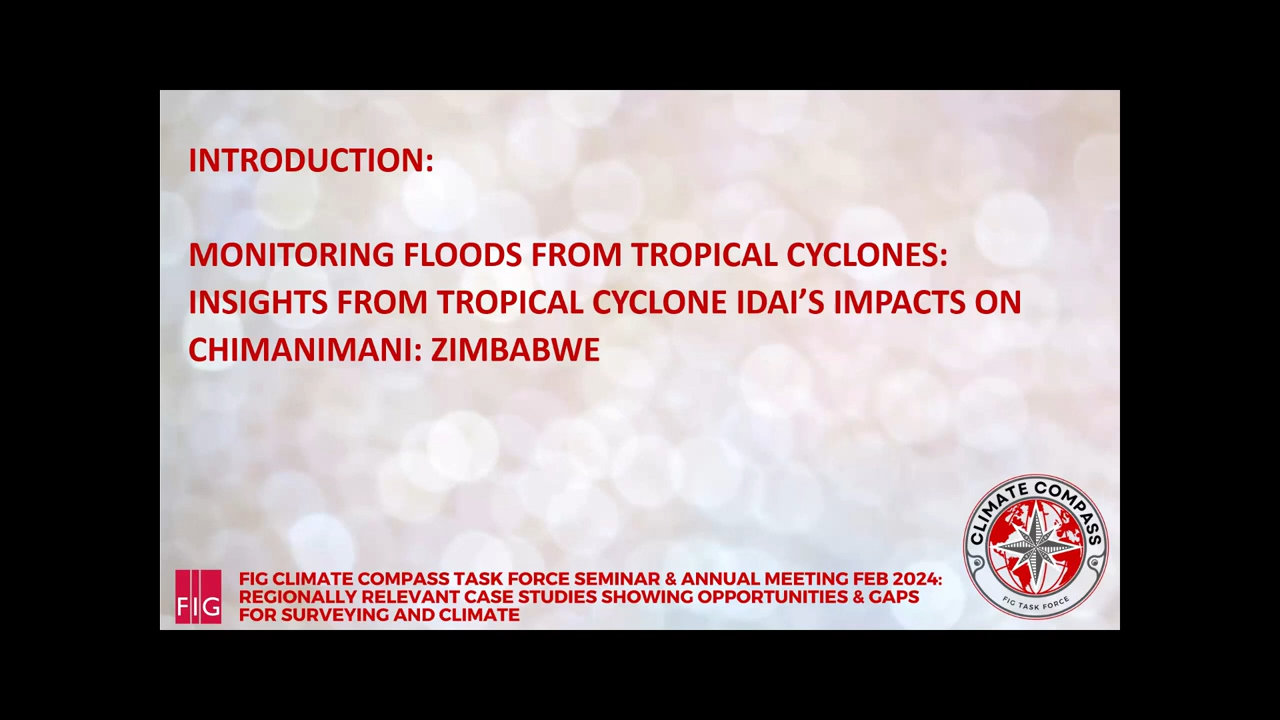 INTRODUCTION:
MONITORING FLOODS FROM TROPICAL CYCLONES:
INSIGHTS FROM TROPICAL CYCLONE IDAI’S IMPACTS ON
CHIMANIMANI: ZIMBABWE
CLIMATE COMPASS
FIG TASK FORCE
FIG
FIG CLIMATE COMPASS TASK FORCE SEMINAR & ANNUAL MEETING FEB 2024:
REGIONALLY RELEVANT CASE STUDIES SHOWING OPPORTUNITIES & GAPS
FOR SURVEYING AND CLIMATE